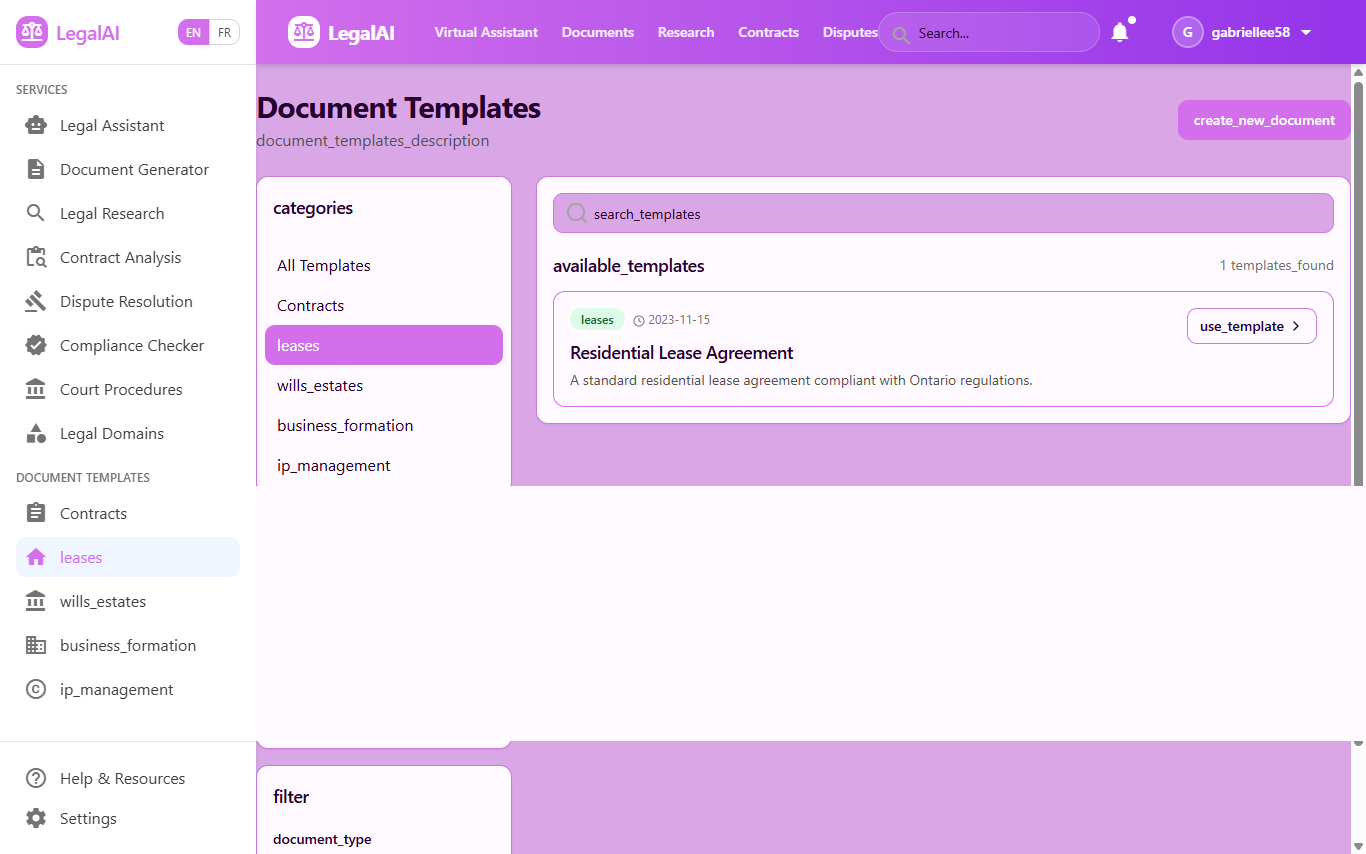 LegalAI
EN FR
SERVICES
Legal Assistant
Document Generator
Legal Research
Contract Analysis
Dispute Resolution
Compliance Checker
Court Procedures
Legal Domains
DOCUMENT TEMPLATES
Contracts
leases
wills_estates
business_formation
ip_management
Help & Resources
Settings
LegalAI Virtual Assistant Documents Research Contracts Disputes Search... G gabriellee58
Document Templates
document_templates_description
create_new_document
categories
All Templates
Contracts
leases
wills_estates
business_formation
ip_management
search_templates
available_templates 1 templates_found
leases 2023-11-15
Residential Lease Agreement
A standard residential lease agreement compliant with Ontario regulations.
use_template
filter
document_type